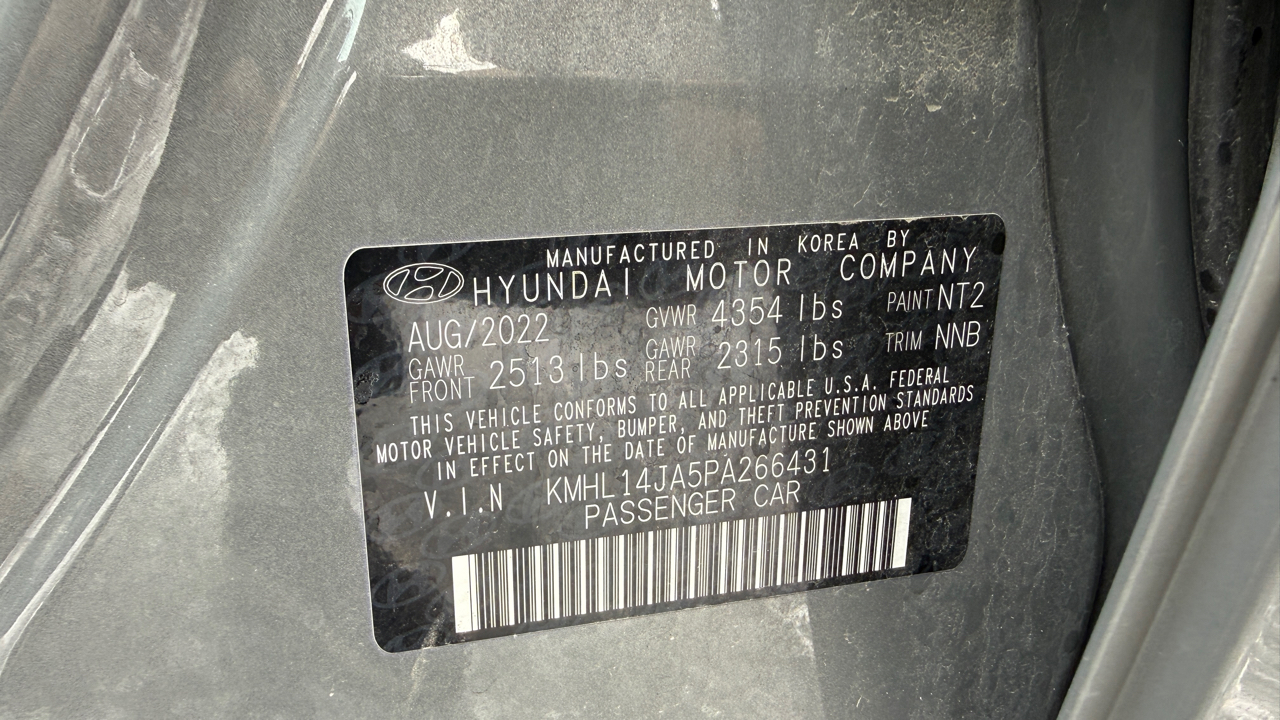 MANUFACTURED IN KOREA BY
HYUNDAI MOTOR COMPANY
AUG/2022 GVWR 4354 lbs PAINT NT2
GAWR FRONT 2513 lbs GAWR REAR 2315 lbs TRIM NNB
THIS VEHICLE CONFORMS TO ALL APPLICABLE U.S.A. FEDERAL
MOTOR VEHICLE SAFETY, BUMPER, AND THEFT PREVENTION STANDARDS
IN EFFECT ON THE DATE OF MANUFACTURE SHOWN ABOVE
V.I.N KMHL14JA5PA266431
PASSENGER CAR